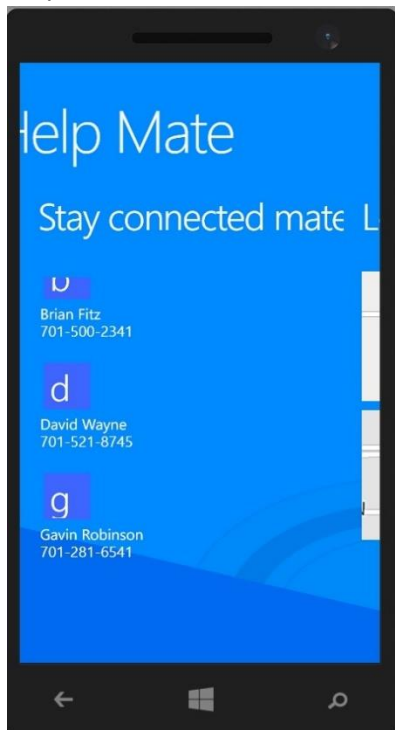 Help Mate
Stay connected mate
L
b
Brian Fitz
701-500-2341
d
David Wayne
701-521-8745
g
Gavin Robinson
701-281-6541